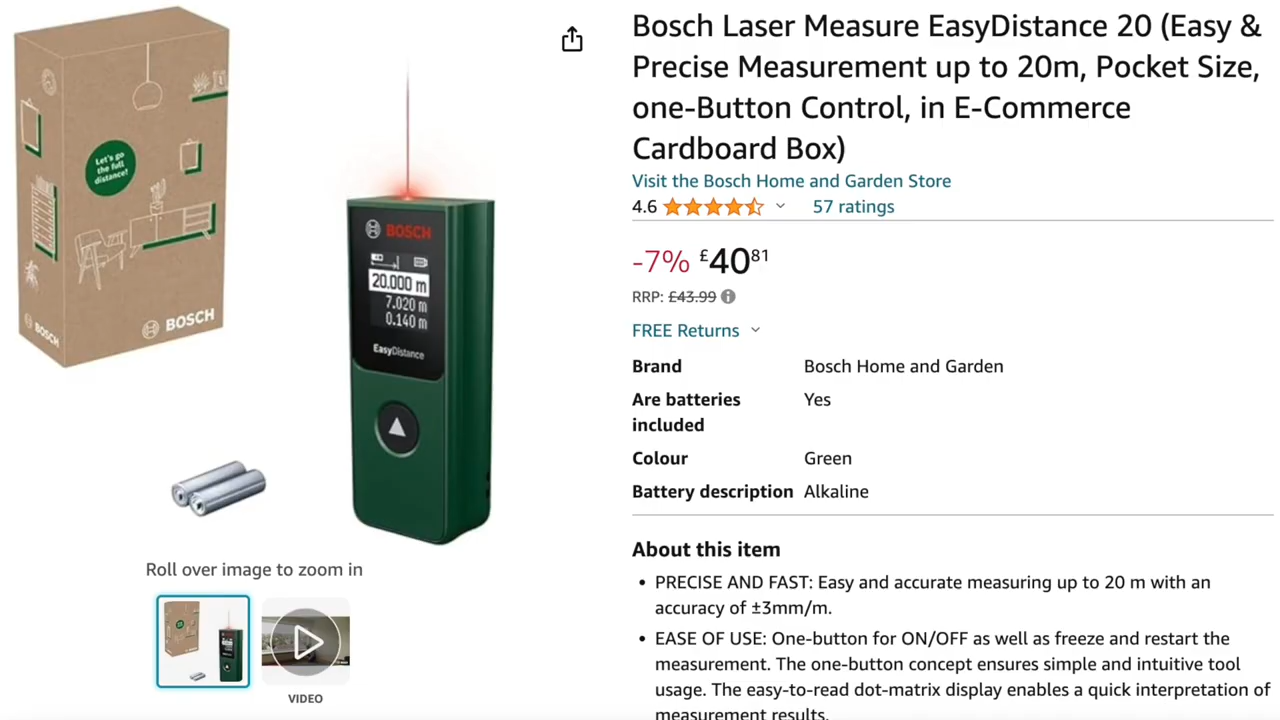 Let's go
the full
distance!
BOSCH
BOSCH
BOSCH
20.000 m
7.020 m
0.140 m
EasyDistance
Roll over image to zoom in
VIDEO
Bosch Laser Measure EasyDistance 20 (Easy &
Precise Measurement up to 20m, Pocket Size,
one-Button Control, in E-Commerce
Cardboard Box)
Visit the Bosch Home and Garden Store
4.6 57 ratings
-7% £4081
RRP: £43.99
FREE Returns
Brand Bosch Home and Garden
Are batteries Yes
included
Colour Green
Battery description Alkaline
About this item
• PRECISE AND FAST: Easy and accurate measuring up to 20 m with an
accuracy of ±3mm/m.
• EASE OF USE: One-button for ON/OFF as well as freeze and restart the
measurement. The one-button concept ensures simple and intuitive tool
usage. The easy-to-read dot-matrix display enables a quick interpretation of
measurement results.